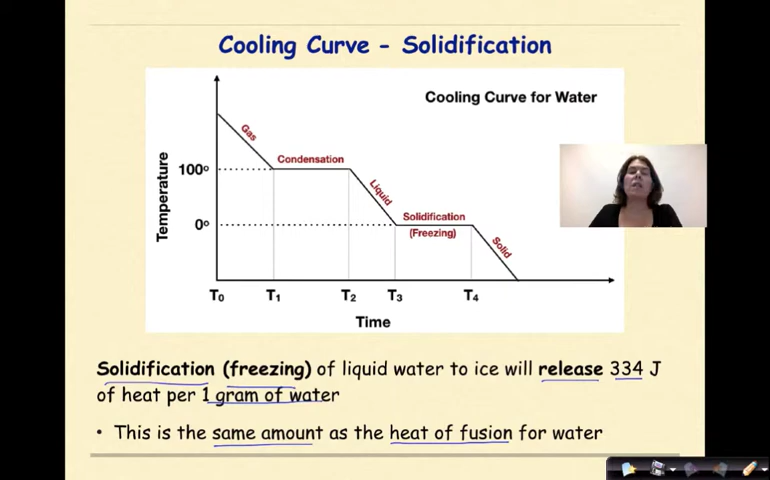 Cooling Curve - Solidification
Cooling Curve for Water
Gas
Condensation
Liquid
Solidification
(Freezing)
Solid
Temperature
100°
0°
T0 T1 T2 T3 T4
Time
Solidification (freezing) of liquid water to ice will release 334 J
of heat per 1 gram of water
• This is the same amount as the heat of fusion for water